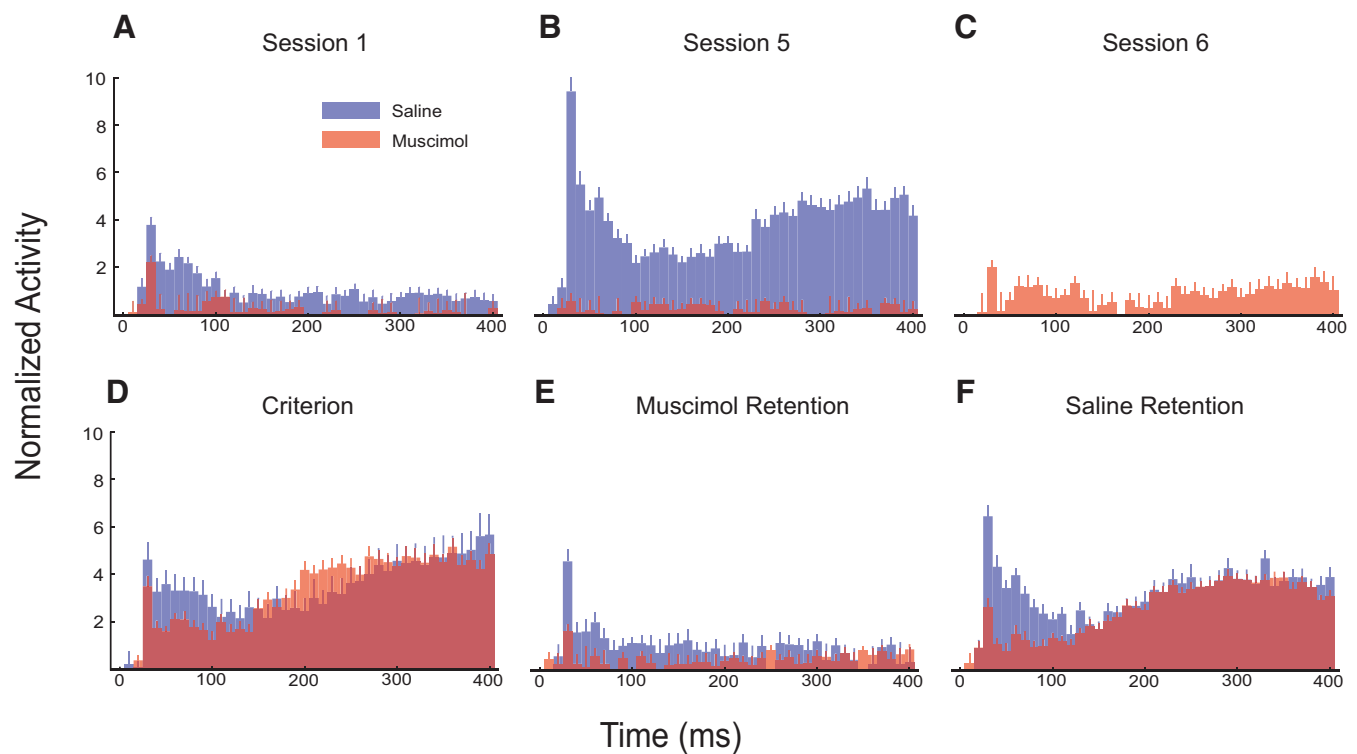 A
Session 1
B
Session 5
C
Session 6
10
8
6
4
2
Saline
Muscimol
0 100 200 300 400
0 100 200 300 400
0 100 200 300 400
Normalized Activity
D
Criterion
E
Muscimol Retention
F
Saline Retention
10
8
6
4
2
0 100 200 300 400
0 100 200 300 400
0 100 200 300 400
Time (ms)